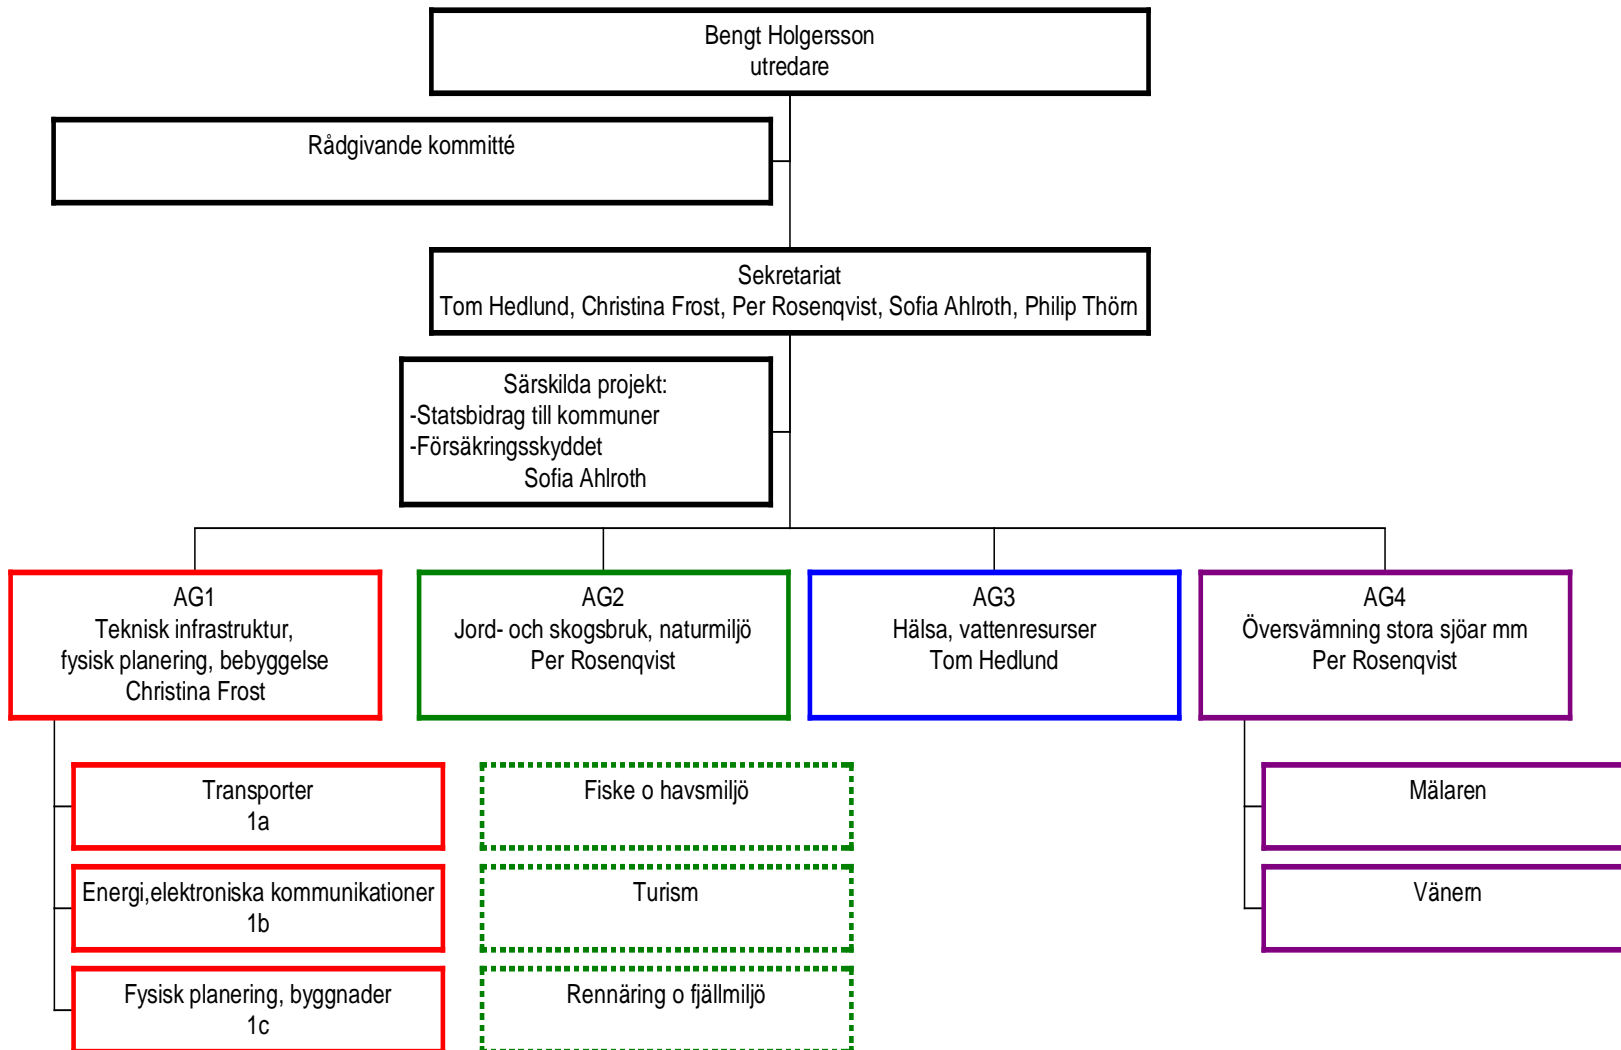 Bengt Holgersson
utredare
Rådgivande kommitté
Sekretariat
Tom Hedlund, Christina Frost, Per Rosenqvist, Sofia Ahlroth, Philip Thörn
Särskilda projekt:
-Statsbidrag till kommuner
-Försäkringsskyddet
Sofia Ahlroth
AG1
Teknisk infrastruktur,
fysisk planering, bebyggelse
Christina Frost
AG2
Jord- och skogsbruk, naturmiljö
Per Rosenqvist
AG3
Hälsa, vattenresurser
Tom Hedlund
AG4
Översvämning stora sjöar mm
Per Rosenqvist
Transporter
1a
Energi,elektroniska kommunikationer
1b
Fysisk planering, byggnader
1c
Fiske o havsmiljö
Turism
Rennäring o fjällmiljö
Mälaren
Vänern